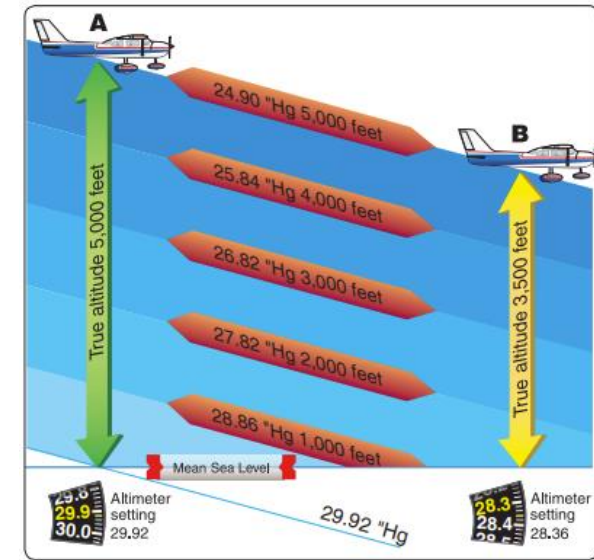 A
B
24.90 "Hg 5,000 feet
25.84 "Hg 4,000 feet
26.82 "Hg 3,000 feet
27.82 "Hg 2,000 feet
28.86 "Hg 1,000 feet
True altitude 5,000 feet
True altitude 3,500 feet
Mean Sea Level
29.92 "Hg
29.8
29.9
30.0
Altimeter
setting
29.92
28.3
28.4
Altimeter
setting
28.36